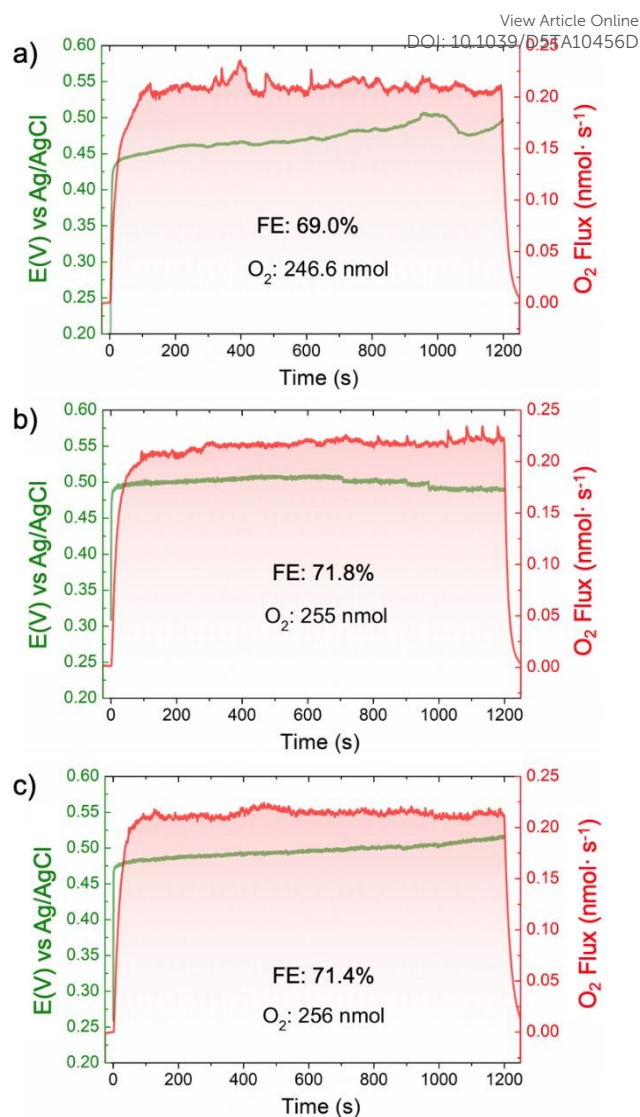 View Article Online
DOI: 10.1039/D5TA10456D
a)
E(V) vs Ag/AgCl
0.60
0.55
0.50
0.45
0.40
0.35
0.30
0.25
0.20
FE: 69.0%
O₂: 246.6 nmol
0.25
0.20
0.15
0.10
0.05
0.00
O₂ Flux (nmol· s⁻¹)
0 200 400 600 800 1000 1200
Time (s)
b)
E(V) vs Ag/AgCl
0.60
0.55
0.50
0.45
0.40
0.35
0.30
0.25
0.20
FE: 71.8%
O₂: 255 nmol
0.25
0.20
0.15
0.10
0.05
0.00
O₂ Flux (nmol· s⁻¹)
0 200 400 600 800 1000 1200
Time (s)
c)
E(V) vs Ag/AgCl
0.60
0.55
0.50
0.45
0.40
0.35
0.30
0.25
0.20
FE: 71.4%
O₂: 256 nmol
0.25
0.20
0.15
0.10
0.05
0.00
O₂ Flux (nmol· s⁻¹)
0 200 400 600 800 1000 1200
Time (s)